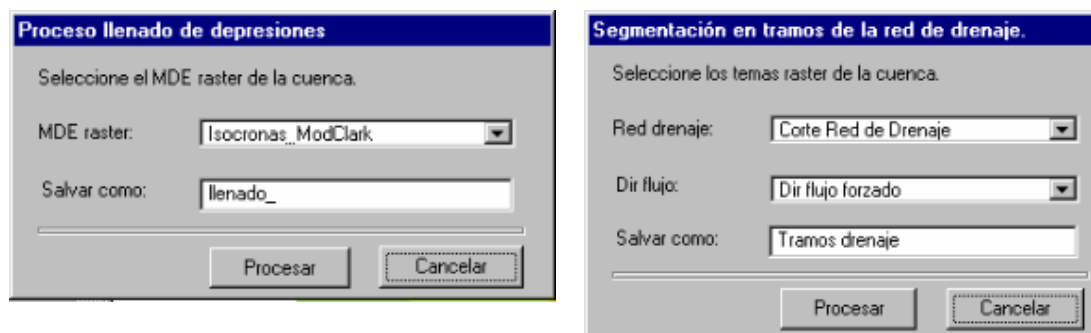 Proceso llenado de depresiones
Seleccione el MDE raster de la cuenca.
MDE raster: Isocronas_ModClark
Salvar como: llenado_
Procesar Cancelar
Segmentación en tramos de la red de drenaje.
Seleccione los temas raster de la cuenca.
Red drenaje: Corte Red de Drenaje
Dir flujo: Dir flujo forzado
Salvar como: Tramos drenaje
Procesar Cancelar